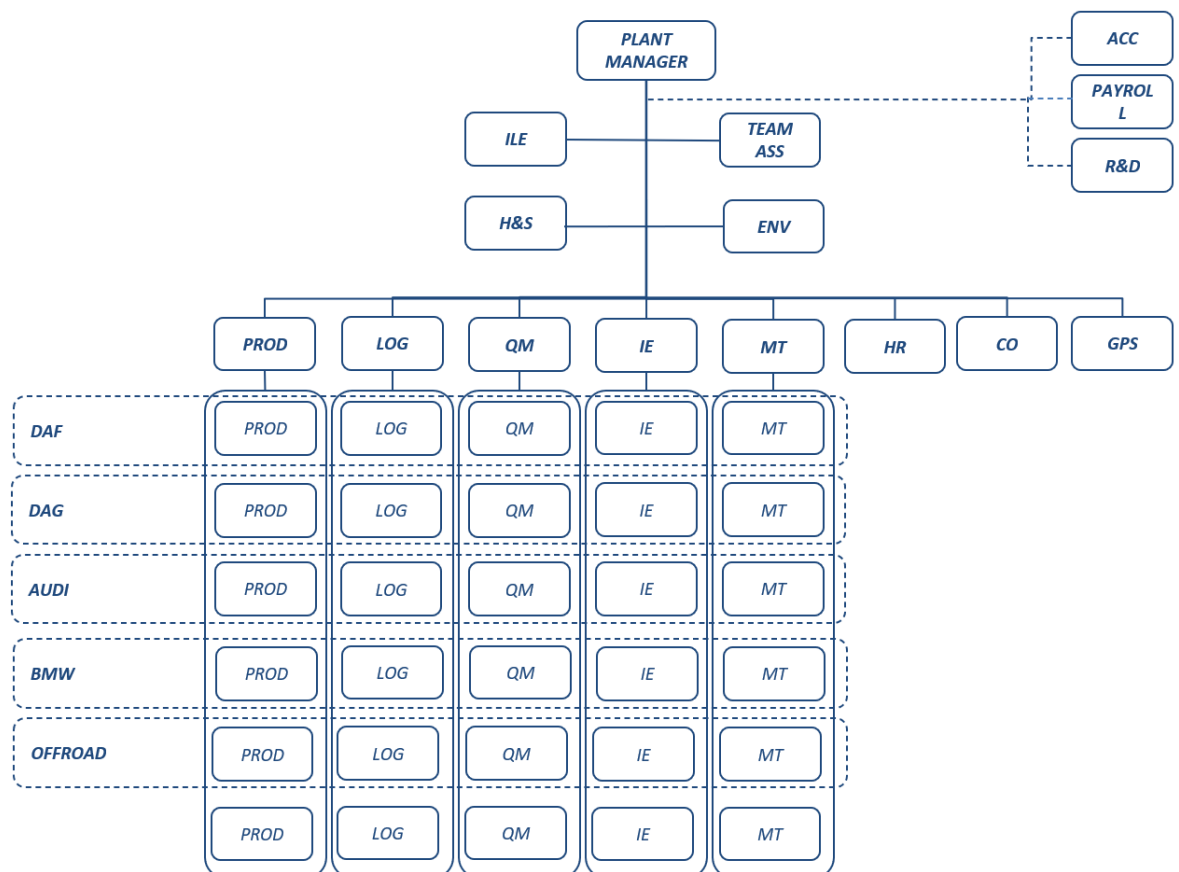 PLANT
MANAGER
ACC
PAYROL
L
R&D
ILE
TEAM
ASS
H&S
ENV
PROD
LOG
QM
IE
MT
HR
CO
GPS
DAF
PROD
LOG
QM
IE
MT
DAG
PROD
LOG
QM
IE
MT
AUDI
PROD
LOG
QM
IE
MT
BMW
PROD
LOG
QM
IE
MT
OFFROAD
PROD
LOG
QM
IE
MT
PROD
LOG
QM
IE
MT